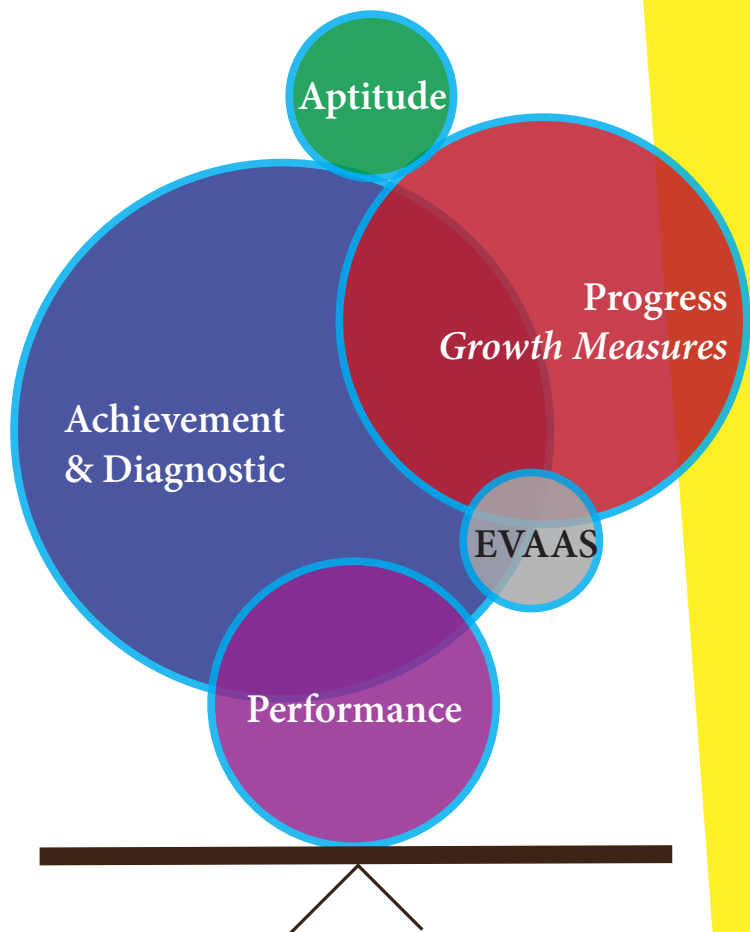 Aptitude
Progress
Growth Measures
Achievement
& Diagnostic
EVAAS
Performance